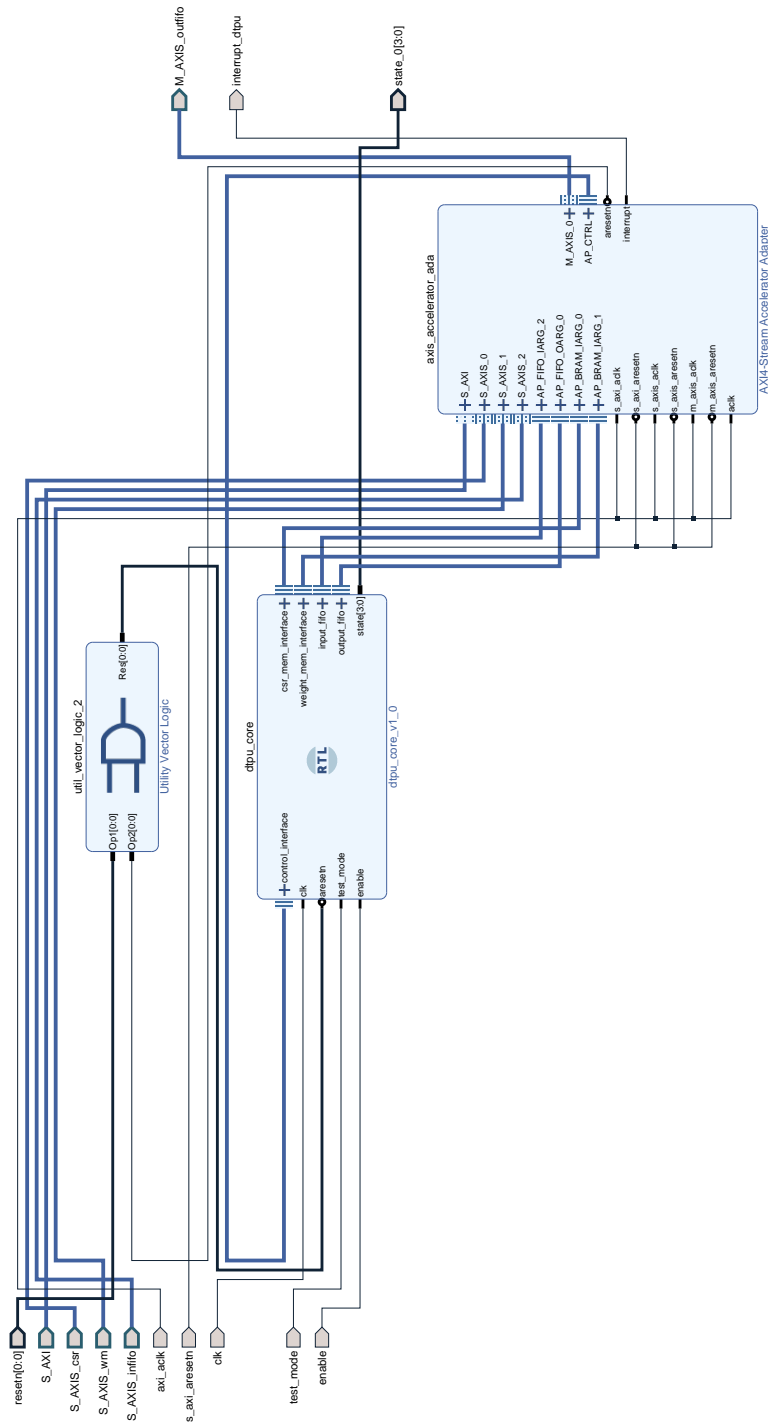 resetn[0:0]
S_AXI
S_AXIS_csr
S_AXIS_wm
S_AXIS_infifo
axi_aclk
s_axi_aresetn
clk
test_mode
enable
util_vector_logic_2
Op1[0:0]
Op2[0:0]
Res[0:0]
Utility Vector Logic
dtpu_core
control_interface
clk
aresetn
test_mode
enable
RTL
csr_mem_interface
weight_mem_interface
input_fifo
output_fifo
state[3:0]
dtpu_core_v1_0
axis_accelerator_ada
S_AXI
S_AXIS_0
S_AXIS_1
S_AXIS_2
AP_FIFO_IARG_2
AP_FIFO_OARG_0
AP_BRAM_IARG_0
AP_BRAM_IARG_1
s_axi_aclk
s_axi_aresetn
s_axis_aclk
s_axis_aresetn
m_axis_aclk
m_axis_aresetn
aclk
M_AXIS_0
AP_CTRL
aresetn
interrupt
AXI4-Stream Accelerator Adapter
M_AXIS_outfifo
interrupt_dtpu
state_0[3:0]